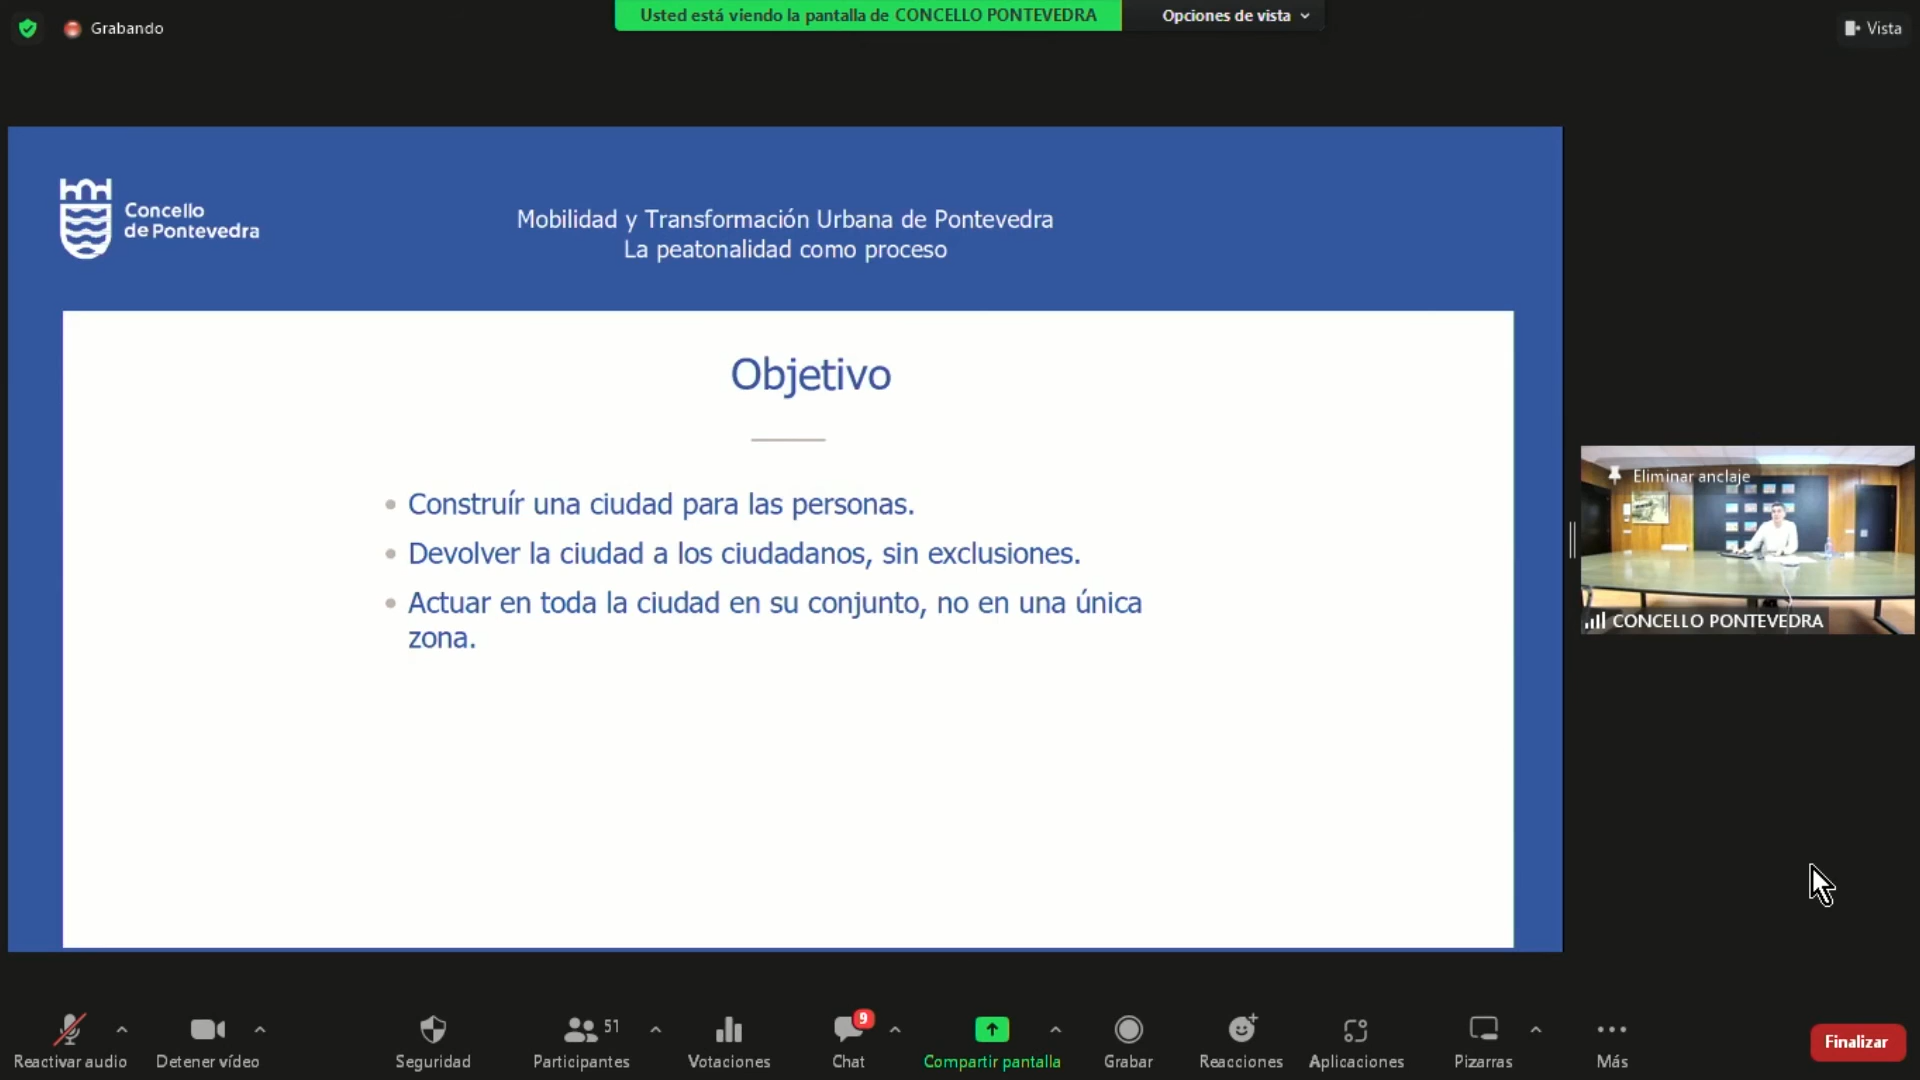 Grabando
Usted está viendo la pantalla de CONCELLO PONTEVEDRA
Opciones de vista
Vista
Concello
de Pontevedra
Mobilidad y Transformación Urbana de Pontevedra
La peatonalidad como proceso
Objetivo
Construír una ciudad para las personas.
Devolver la ciudad a los ciudadanos, sin exclusiones.
Actuar en toda la ciudad en su conjunto, no en una única
zona.
Eliminar anclaje
CONCELLO PONTEVEDRA
Reactivar audio
Detener vídeo
Seguridad
51
Participantes
Votaciones
9
Chat
Compartir pantalla
Grabar
Reacciones
Aplicaciones
Pizarras
Más
Finalizar